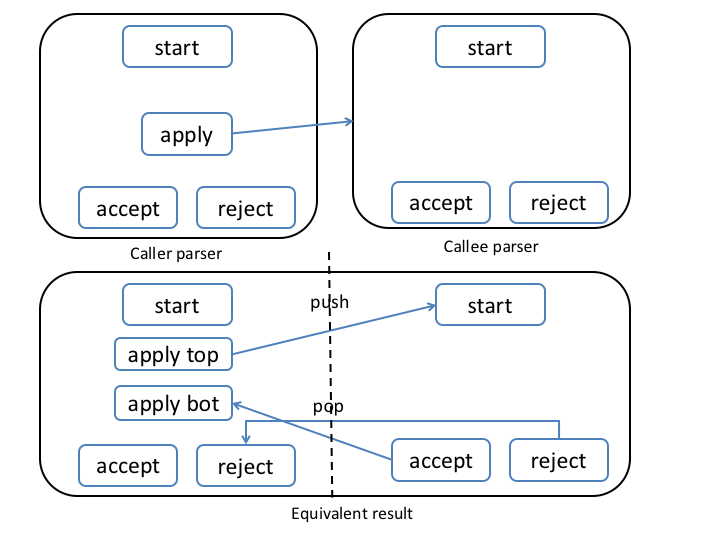 start
start
apply
accept
reject
accept
reject
Caller parser
Callee parser
start
push
start
apply top
apply bot
pop
accept
reject
accept
reject
Equivalent result